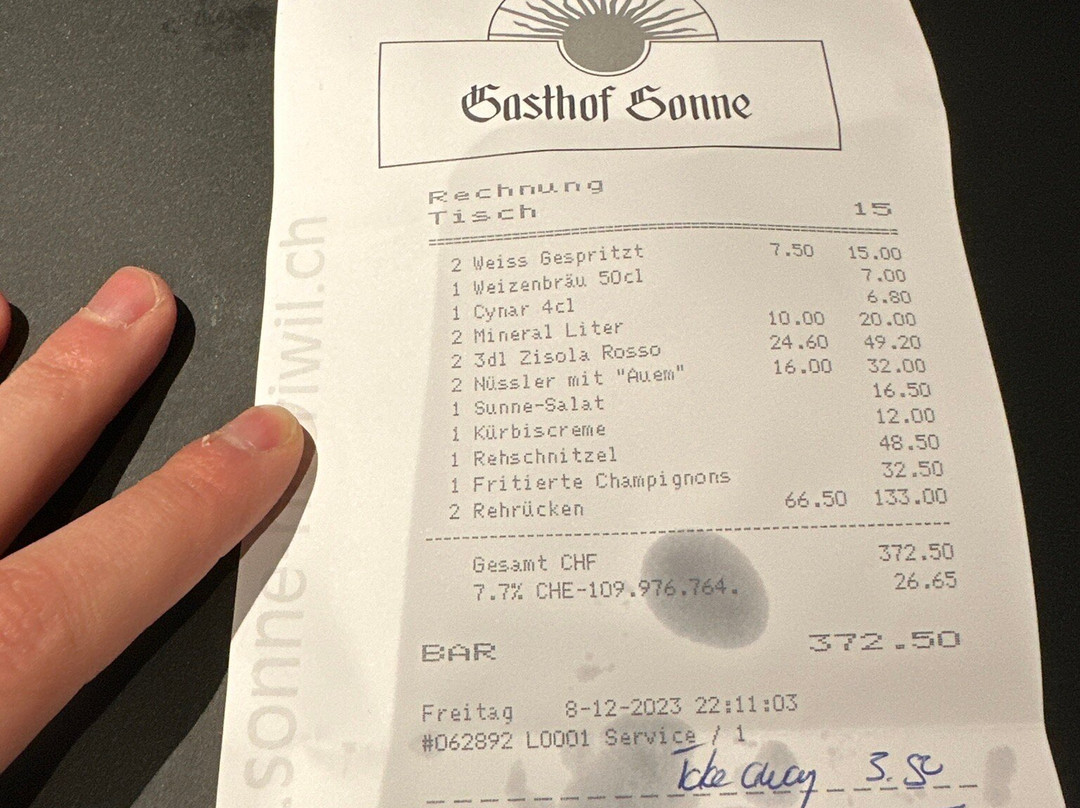 Gasthof Sonne
Rechnung
Tisch 15
2 Weiss Gespritzt 7.50 15.00
1 Weizenbräu 50cl 7.00
1 Cynar 4cl 6.80
2 Mineral Liter 10.00 20.00
2 3dl Zisola Rosso 24.60 49.20
2 Nüssler mit "Auem" 16.00 32.00
1 Sunne-Salat 16.50
1 Kürbiscreme 12.00
1 Rehschnitzel 48.50
1 Fritierte Champignons 32.50
2 Rehrücken 66.50 133.00
Gesamt CHF 372.50
7.7% CHE-109.976.764. 26.65
BAR 372.50
Freitag 8-12-2023 22:11:03
#062892 L0001 Service / 1
Take away 3.50